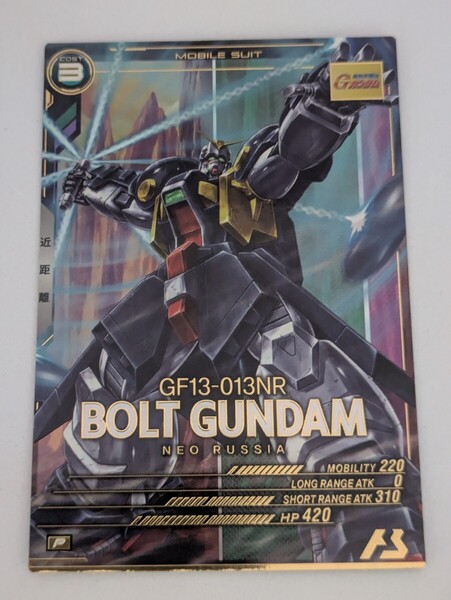 COST
3
MOBILE SUIT
GUNDAM
近距離
GF13-013NR
BOLT GUNDAM
NEO RUSSIA
MOBILITY 220
LONG RANGE ATK 0
SHORT RANGE ATK 310
HP 420
P